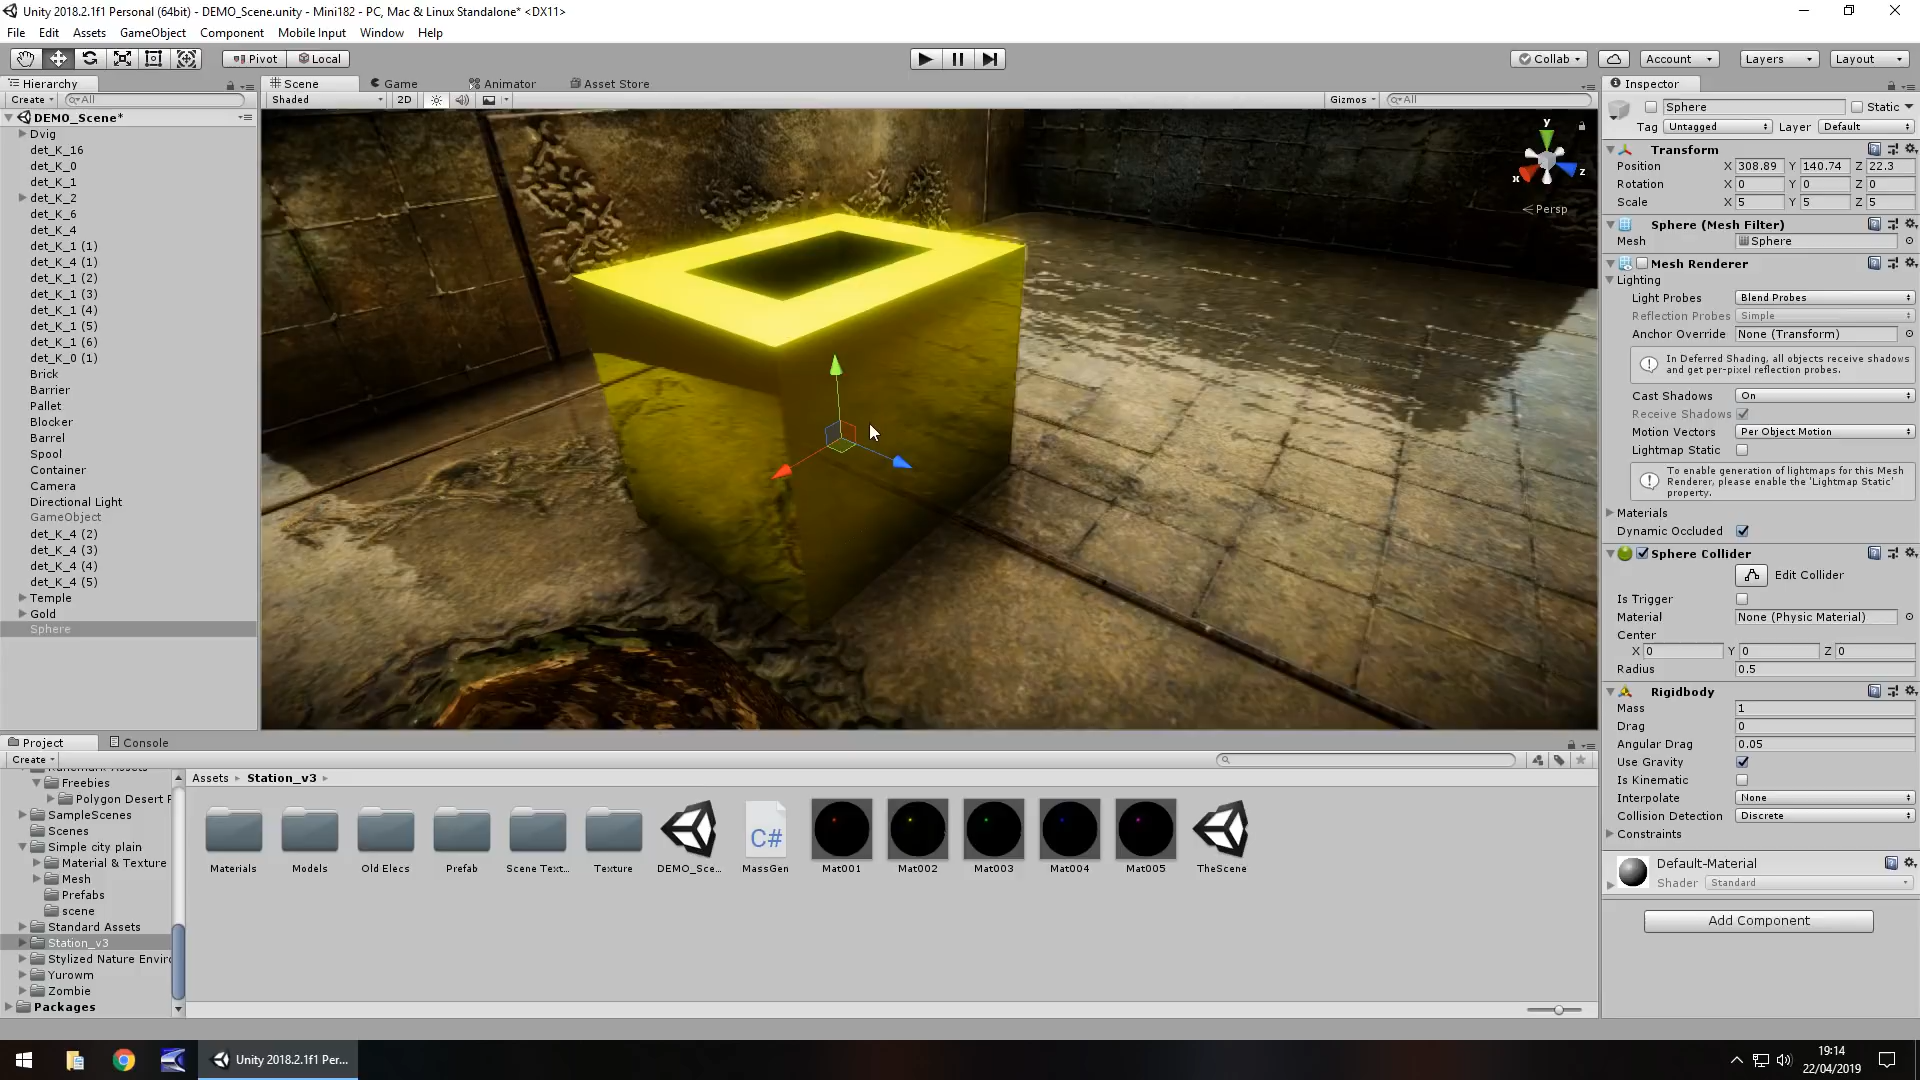 Unity 2018.2.1f1 Personal (64bit) - DEMO_Scene.unity - Mini182 - PC, Mac & Linux Standalone* <DX11>
File Edit Assets GameObject Component Mobile Input Window Help
Pivot Local Collab Account Layers Layout
Hierarchy Scene Game Animator Asset Store Inspector
Create All Shaded 2D Gizmos All
Sphere Static
DEMO_Scene*
Tag Untagged Layer Default
Dvig
det_K_16
det_K_0
det_K_1
det_K_2
det_K_6
det_K_4
det_K_1 (1)
det_K_4 (1)
det_K_1 (2)
det_K_1 (3)
det_K_1 (4)
det_K_1 (5)
det_K_1 (6)
det_K_0 (1)
Brick
Barrier
Pallet
Blocker
Barrel
Spool
Container
Camera
Directional Light
GameObject
det_K_4 (2)
det_K_4 (3)
det_K_4 (4)
det_K_4 (5)
Temple
Gold
Sphere
y
x z
Persp
Transform
Position X 308.89 Y 140.74 Z 22.3
Rotation X 0 Y 0 Z 0
Scale X 5 Y 5 Z 5
Sphere (Mesh Filter)
Mesh Sphere
Mesh Renderer
Lighting
Light Probes Blend Probes
Reflection Probes Simple
Anchor Override None (Transform)
In Deferred Shading, all objects receive shadows
and get per-pixel reflection probes.
Cast Shadows On
Receive Shadows
Motion Vectors Per Object Motion
Lightmap Static
To enable generation of lightmaps for this Mesh
Renderer, please enable the 'Lightmap Static'
property.
Materials
Dynamic Occluded
Sphere Collider
Edit Collider
Is Trigger
Material None (Physic Material)
Center
X 0 Y 0 Z 0
Radius 0.5
Rigidbody
Mass 1
Drag 0
Angular Drag 0.05
Use Gravity
Is Kinematic
Interpolate None
Collision Detection Discrete
Constraints
Default-Material
Shader Standard
Add Component
Project Console
Create
Assets Station_v3
Freebies
Polygon Desert
SampleScenes
Scenes
Simple city plain
Material & Texture
Mesh
Prefabs
scene
Standard Assets
Station_v3
Stylized Nature
Yurowm
Zombie
Packages
C#
Materials Models Old Elecs Prefab Scene Text... Texture DEMO_Sce... MassGen Mat001 Mat002 Mat003 Mat004 Mat005 TheScene
Unity 2018.2.1f1 Per...
19:14
22/04/2019